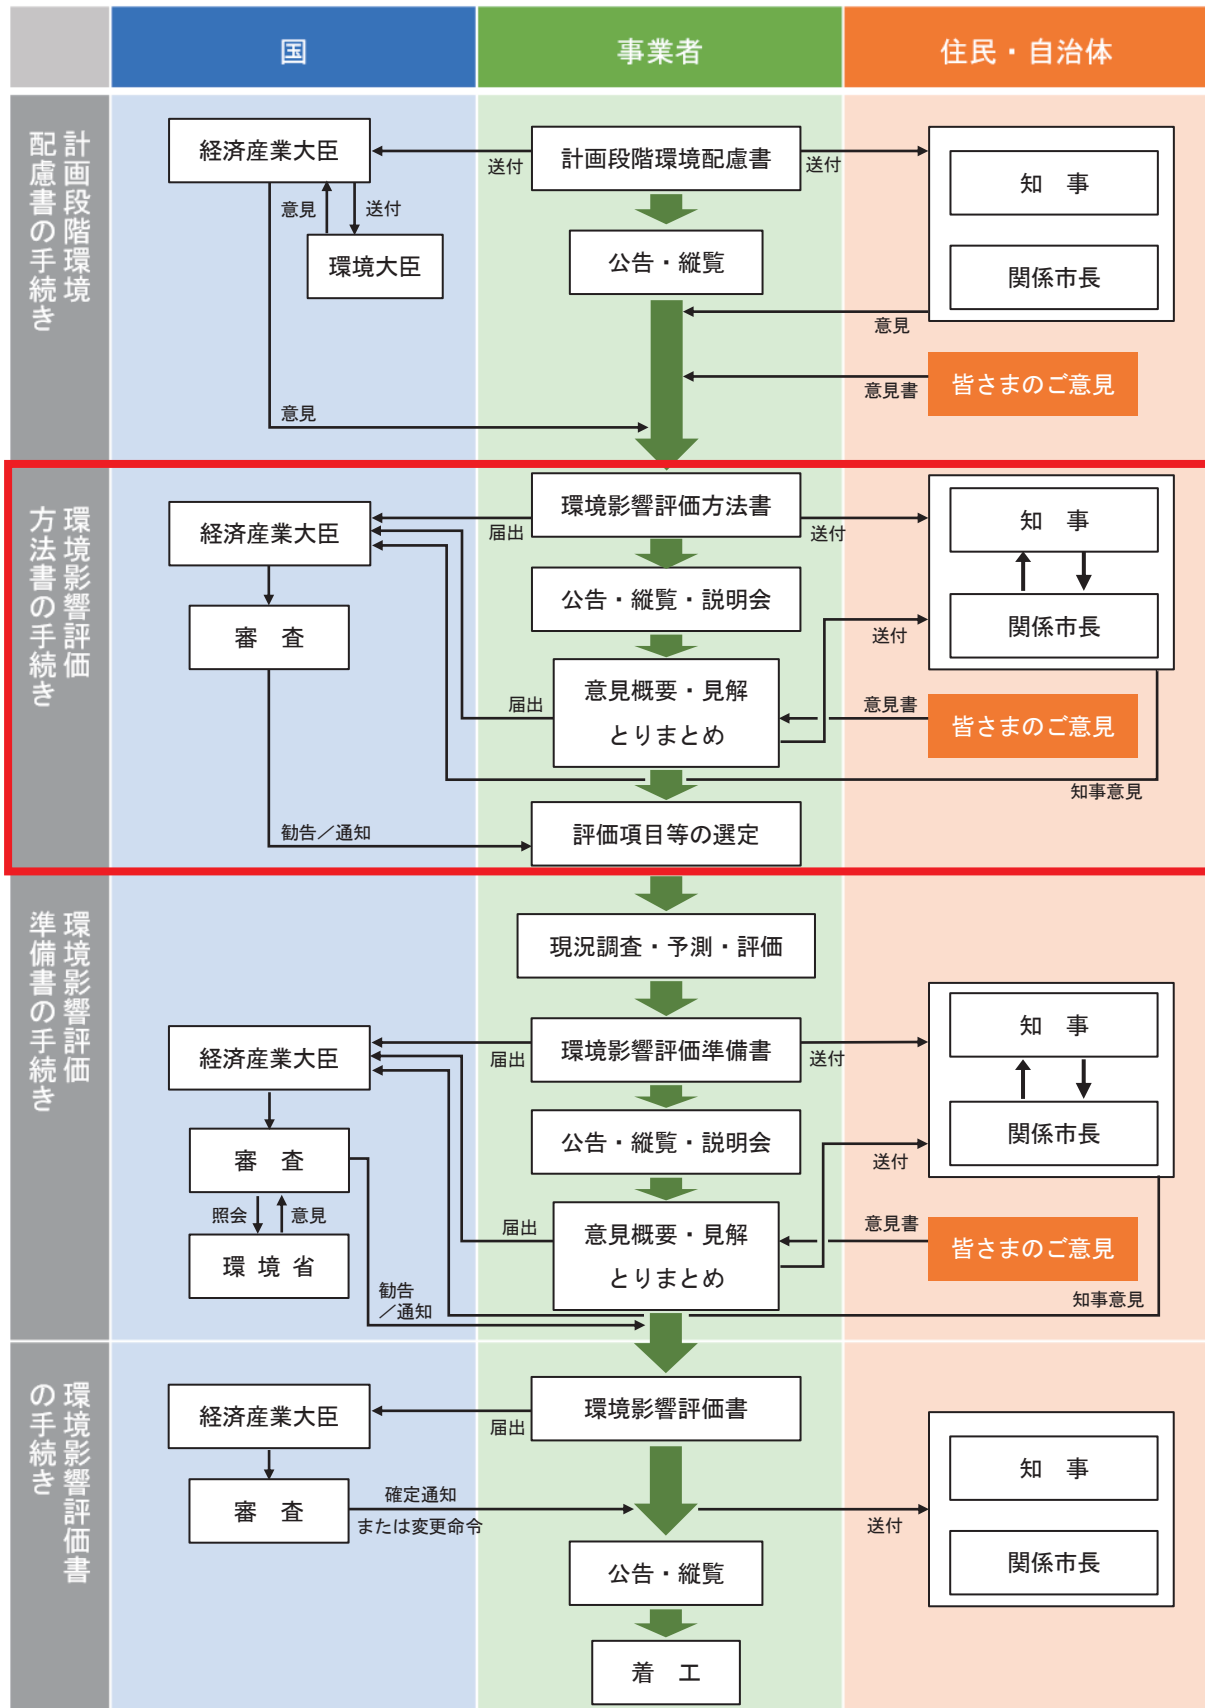 国
事業者
住民・自治体
計画段階環境
配慮書の手続き
経済産業大臣
送付
計画段階環境配慮書
送付
知　事
意見
送付
環境大臣
公告・縦覧
関係市長
意見
皆さまのご意見
意見書
意見
環境影響評価
方法書の手続き
経済産業大臣
届出
環境影響評価方法書
送付
知　事
公告・縦覧・説明会
関係市長
送付
審　査
届出
意見概要・見解
とりまとめ
意見書
皆さまのご意見
知事意見
勧告／通知
評価項目等の選定
環境影響評価
準備書の手続き
現況調査・予測・評価
経済産業大臣
届出
環境影響評価準備書
送付
知　事
公告・縦覧・説明会
関係市長
送付
審　査
照会
意見
環 境 省
届出
意見概要・見解
とりまとめ
意見書
皆さまのご意見
知事意見
勧告
／通知
環境影響評価書
の手続き
経済産業大臣
届出
環境影響評価書
知　事
審　査
確定通知
または変更命令
送付
公告・縦覧
関係市長
着　工